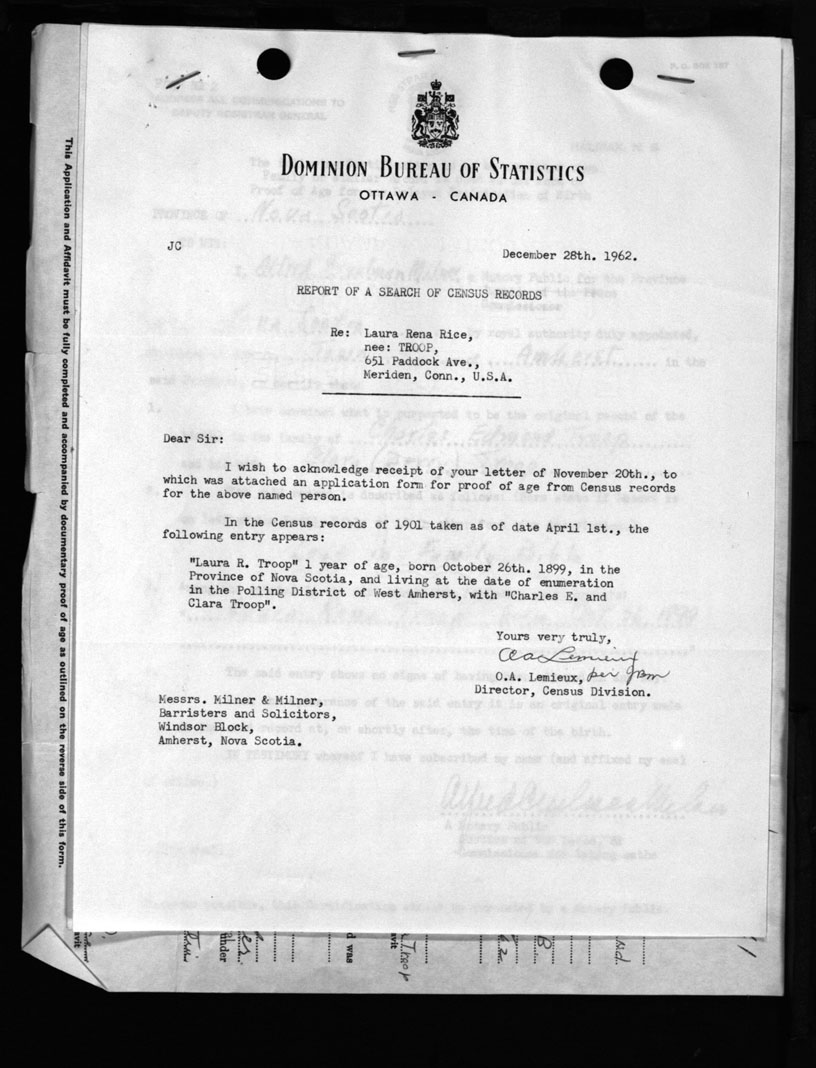 DOMINION BUREAU OF STATISTICS
OTTAWA - CANADA
JC
December 28th. 1962.
REPORT OF A SEARCH OF CENSUS RECORDS
Re: Laura Rena Rice,
nee: TROOP,
651 Paddock Ave.,
Meriden, Conn., U.S.A.
Dear Sir:
I wish to acknowledge receipt of your letter of November 20th., to
which was attached an application form for proof of age from Census records
for the above named person.
In the Census records of 1901 taken as of date April 1st., the
following entry appears:
"Laura R. Troop" 1 year of age, born October 26th. 1899, in the
Province of Nova Scotia, and living at the date of enumeration
in the Polling District of West Amherst, with "Charles E. and
Clara Troop".
Yours very truly,
OA Lemieux
O.A. Lemieux, per
Director, Census Division.
Messrs. Milner & Milner,
Barristers and Solicitors,
Windsor Block,
Amherst, Nova Scotia.
This Application and Affidavit must be fully completed and accompanied by documentary proof of age as outlined on the reverse side of this form.